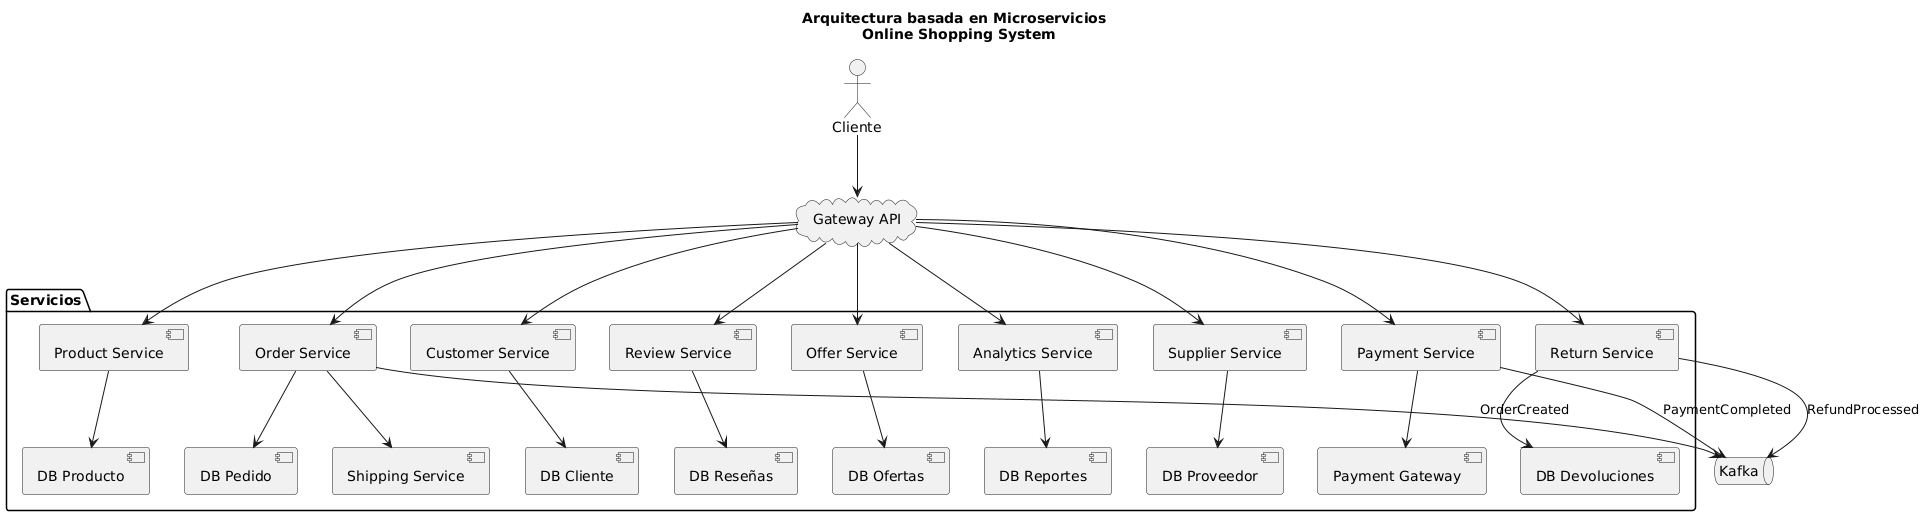 Arquitectura basada en Microservicios
Online Shopping System
Cliente
Gateway API
Servicios
Product Service
Order Service
Customer Service
Review Service
Offer Service
Analytics Service
Supplier Service
Payment Service
Return Service
OrderCreated
PaymentCompleted
RefundProcessed
DB Producto
DB Pedido
Shipping Service
DB Cliente
DB Reseñas
DB Ofertas
DB Reportes
DB Proveedor
Payment Gateway
DB Devoluciones
Kafka